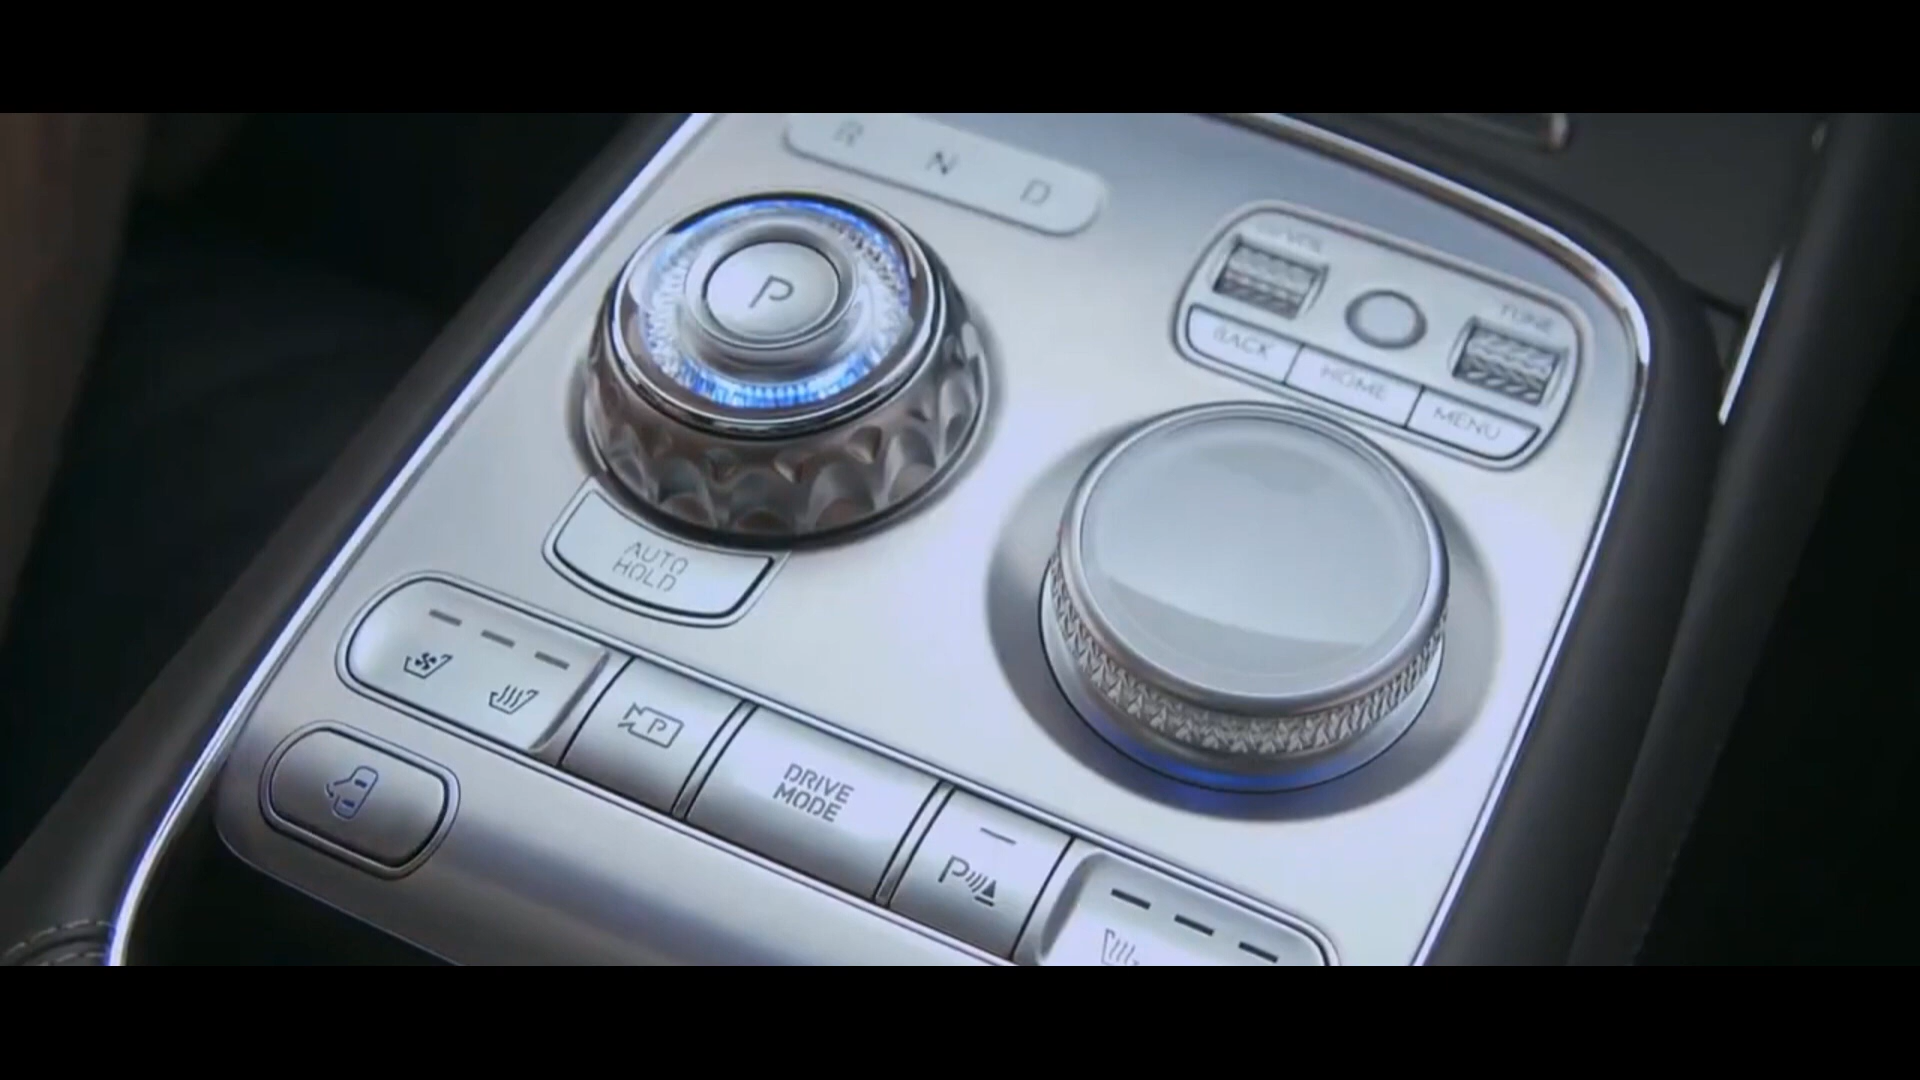 R N D
P
TUNE
BACK HOME MENU
AUTO
HOLD
P
DRIVE
MODE
P